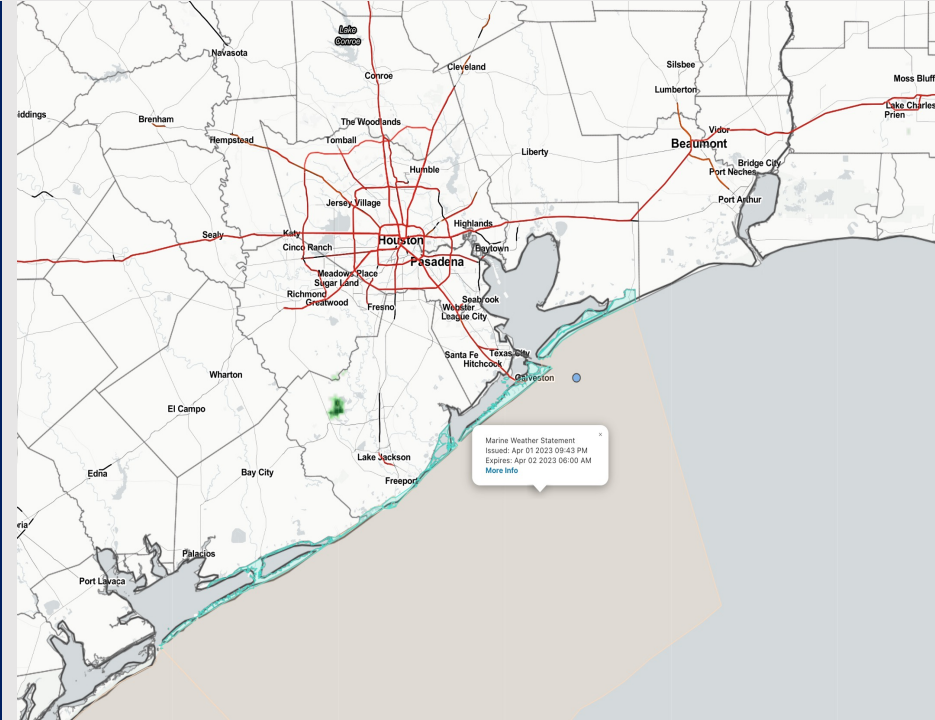 Lake
Conroe
Navasota
Cleveland
Silsbee
Conroe
Moss Bluff
Lumberton
Lake Charles
Prien
iddings
Brenham
The Woodlands
Vidor
Hempstead
Tomball
Beaumont
Liberty
Bridge City
Port Neches
Humble
Port Arthur
Jersey Village
Highlands
Sealy
Katy
Houston
Cinco Ranch
Baytown
Pasadena
Meadows Place
Sugar Land
Richmond
Greatwood
Fresno
Seabrook
Webster
League City
Santa Fe
Texas City
Hitchcock
Wharton
Galveston
El Campo
Marine Weather Statement
×
Issued: Apr 01 2023 09:43 PM
Expires: Apr 02 2023 06:00 AM
More Info
Lake Jackson
Edna
Bay City
Freeport
ria
Palacios
Port Lavaca